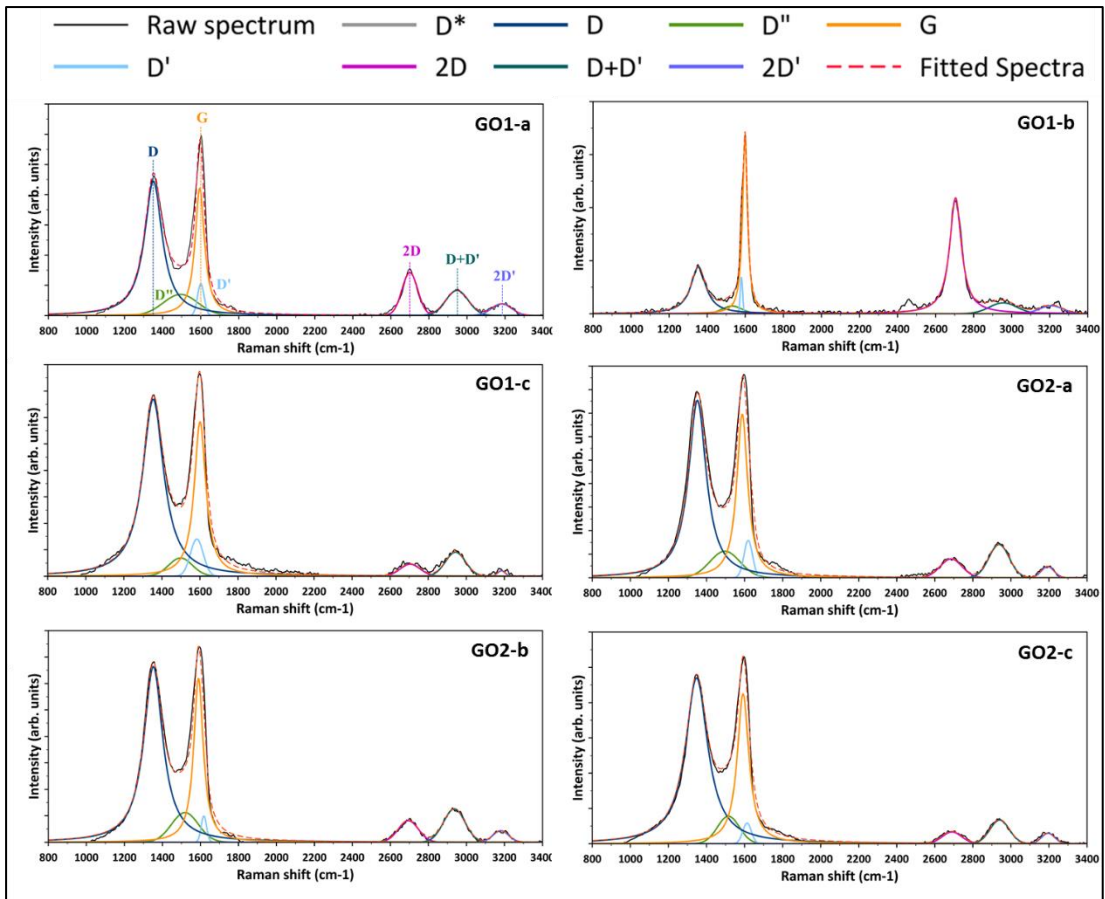 Raw spectrum D* D D" G
D' 2D D+D' 2D' Fitted Spectra
GO1-a
G
D
D"
D'
2D
D+D'
2D'
Intensity (arb. units)
800 1000 1200 1400 1600 1800 2000 2200 2400 2600 2800 3000 3200 3400
Raman shift (cm-1)
GO1-b
Intensity (arb. units)
800 1000 1200 1400 1600 1800 2000 2200 2400 2600 2800 3000 3200 3400
Raman shift (cm-1)
GO1-c
Intensity (arb. units)
800 1000 1200 1400 1600 1800 2000 2200 2400 2600 2800 3000 3200 3400
Raman shift (cm-1)
GO2-a
Intensity (arb. units)
800 1000 1200 1400 1600 1800 2000 2200 2400 2600 2800 3000 3200 3400
Raman shift (cm-1)
GO2-b
Intensity (arb. units)
800 1000 1200 1400 1600 1800 2000 2200 2400 2600 2800 3000 3200
Raman shift (cm-1)
GO2-c
Intensity (arb. units)
800 1000 1200 1400 1600 1800 2000 2200 2400 2600 2800 3000 3200 3400
Raman shift (cm-1)